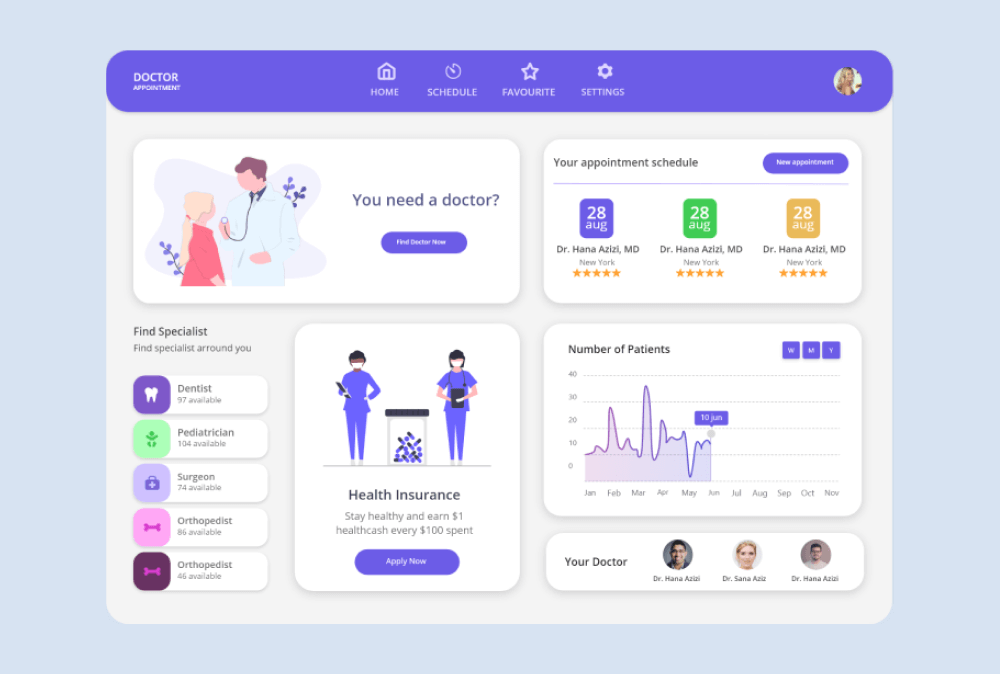 DOCTOR
APPOINTMENT
HOME
SCHEDULE
FAVOURITE
SETTINGS
You need a doctor?
Find Doctor Now
Your appointment schedule
New appointment
28
aug
Dr. Hana Azizi, MD
New York
28
aug
Dr. Hana Azizi, MD
New York
28
aug
Dr. Hana Azizi, MD
New York
Find Specialist
Find specialist arround you
Dentist
97 available
Pediatrician
104 available
Surgeon
74 available
Orthopedist
86 available
Orthopedist
46 available
Health Insurance
Stay healthy and earn $1
healthcash every $100 spent
Apply Now
Number of Patients
W M Y
40
30
20
10
0
10 jun
Jan Feb Mar Apr May Jun Jul Aug Sep Oct Nov
Your Doctor
Dr. Hana Azizi
Dr. Sana Aziz
Dr. Hana Azizi